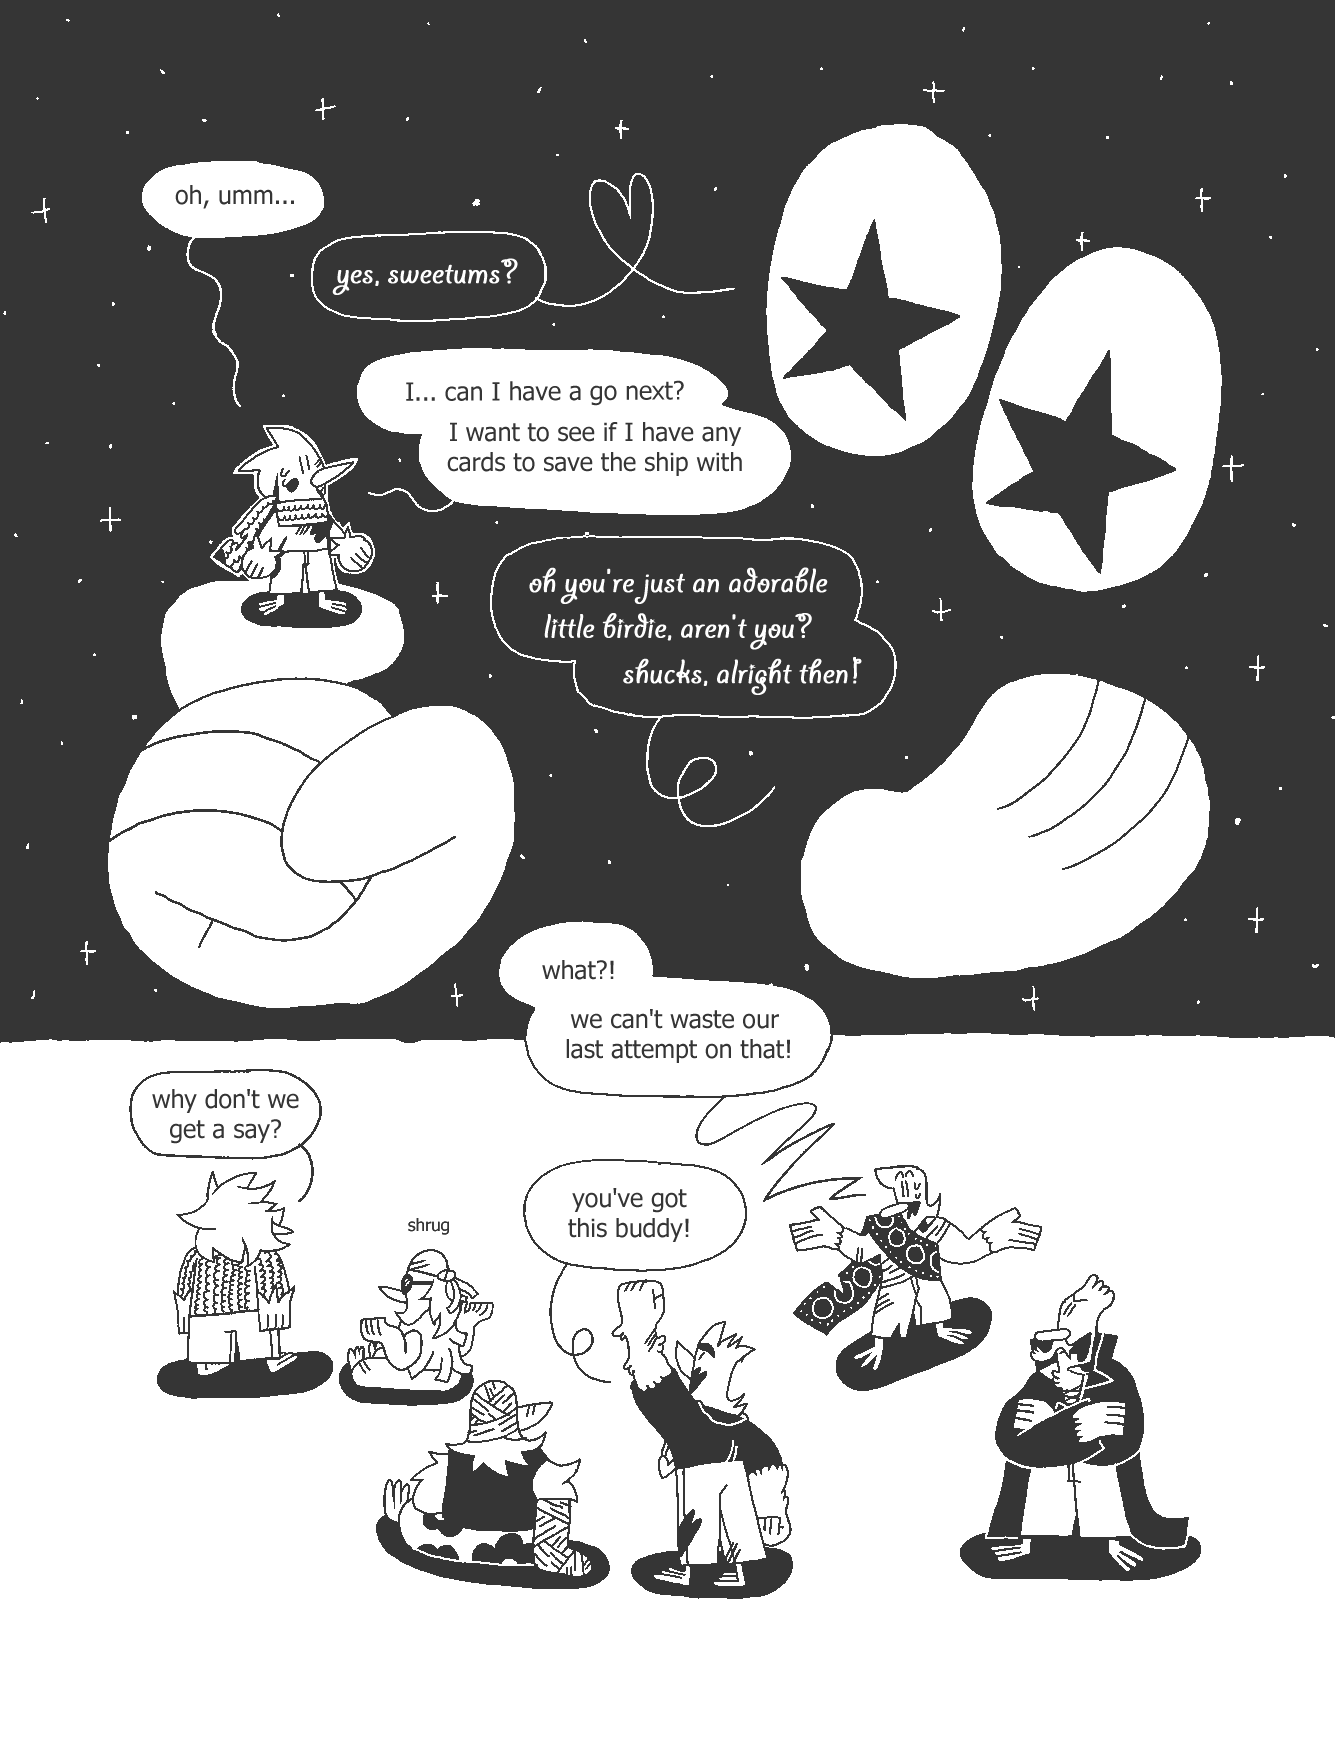 oh, umm...
yes, sweetums?
I... can I have a go next?
I want to see if I have any
cards to save the ship with
oh you're just an adorable
little birdie, aren't you?
shucks, alright then!
what?!
we can't waste our
last attempt on that!
why don't we
get a say?
shrug
you've got
this buddy!